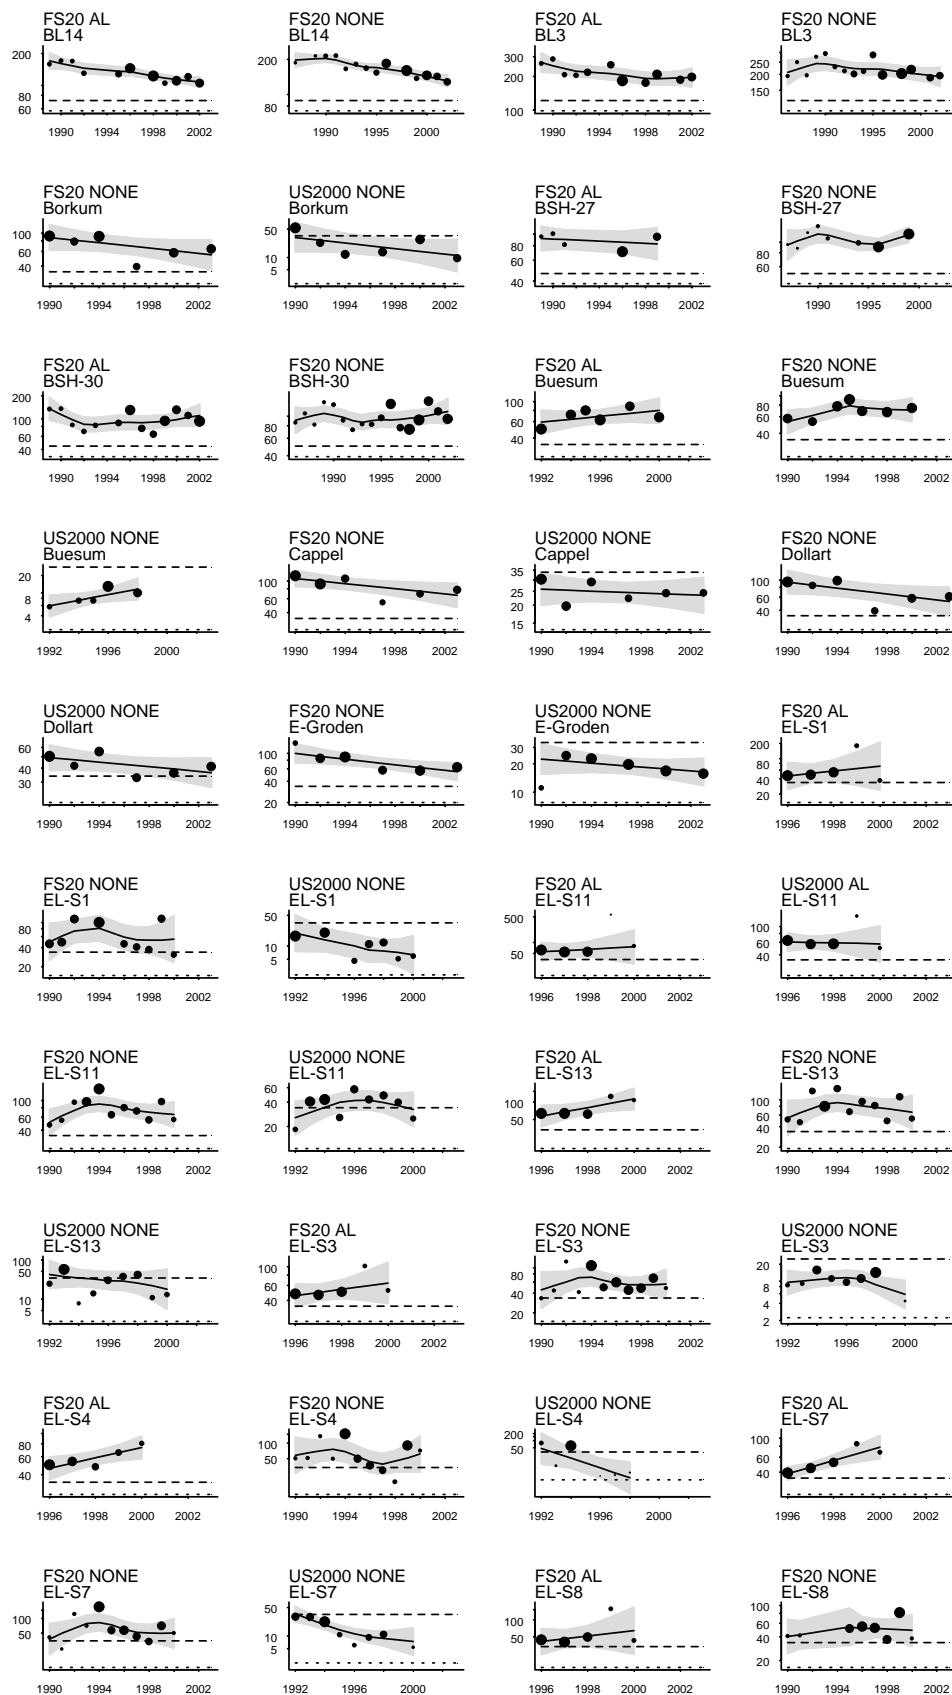 FS20 AL
BL14
200
80
60
1990 1994 1998 2002
FS20 NONE
BL14
200
80
1990 1995 2000
FS20 AL
BL3
300
200
100
1990 1994 1998 2002
FS20 NONE
BL3
250
200
150
1990 1995 2000
FS20 NONE
Borkum
100
60
40
1990 1994 1998 2002
US2000 NONE
Borkum
50
10
5
1990 1994 1998 2002
FS20 AL
BSH-27
80
60
40
1990 1994 1998 2002
FS20 NONE
BSH-27
80
60
1990 1995 2000
FS20 AL
BSH-30
200
100
60
40
1990 1994 1998 2002
FS20 NONE
BSH-30
80
60
40
1990 1995 2000
FS20 AL
Buesum
100
60
40
1992 1996 2000
FS20 NONE
Buesum
80
60
40
1990 1994 1998 2002
US2000 NONE
Buesum
20
8
4
1992 1996 2000
FS20 NONE
Cappel
100
60
40
1990 1994 1998 2002
US2000 NONE
Cappel
35
25
20
15
1990 1994 1998 2002
FS20 NONE
Dollart
100
60
40
1990 1994 1998 2002
US2000 NONE
Dollart
60
40
30
1990 1994 1998 2002
FS20 NONE
E-Groden
100
40
20
1990 1994 1998 2002
US2000 NONE
E-Groden
30
20
10
1990 1994 1998 2002
FS20 AL
EL-S1
200
80
40
20
1996 1998 2000 2002
FS20 NONE
EL-S1
80
40
20
1990 1994 1998 2002
US2000 NONE
EL-S1
50
10
5
1992 1996 2000
FS20 AL
EL-S11
500
50
1996 1998 2000 2002
US2000 AL
EL-S11
100
60
40
1996 1998 2000 2002
FS20 NONE
EL-S11
100
60
40
1990 1994 1998 2002
US2000 NONE
EL-S11
60
40
20
1992 1996 2000
FS20 AL
EL-S13
100
50
1996 1998 2000 2002
FS20 NONE
EL-S13
100
60
40
20
1990 1994 1998 2002
US2000 NONE
EL-S13
100
50
10
5
1992 1996 2000
FS20 AL
EL-S3
100
60
40
1996 1998 2000 2002
FS20 NONE
EL-S3
80
40
20
1990 1994 1998 2002
US2000 NONE
EL-S3
20
8
4
2
1992 1996 2000
FS20 AL
EL-S4
80
60
40
1996 1998 2000 2002
FS20 NONE
EL-S4
100
50
1990 1994 1998 2002
US2000 NONE
EL-S4
200
50
1992 1996 2000
FS20 AL
EL-S7
100
60
40
1996 1998 2000 2002
FS20 NONE
EL-S7
100
50
1990 1994 1998 2002
US2000 NONE
EL-S7
50
10
5
1992 1996 2000
FS20 AL
EL-S8
100
50
1996 1998 2000 2002
FS20 NONE
EL-S8
100
60
40
20
1990 1994 1998 2002